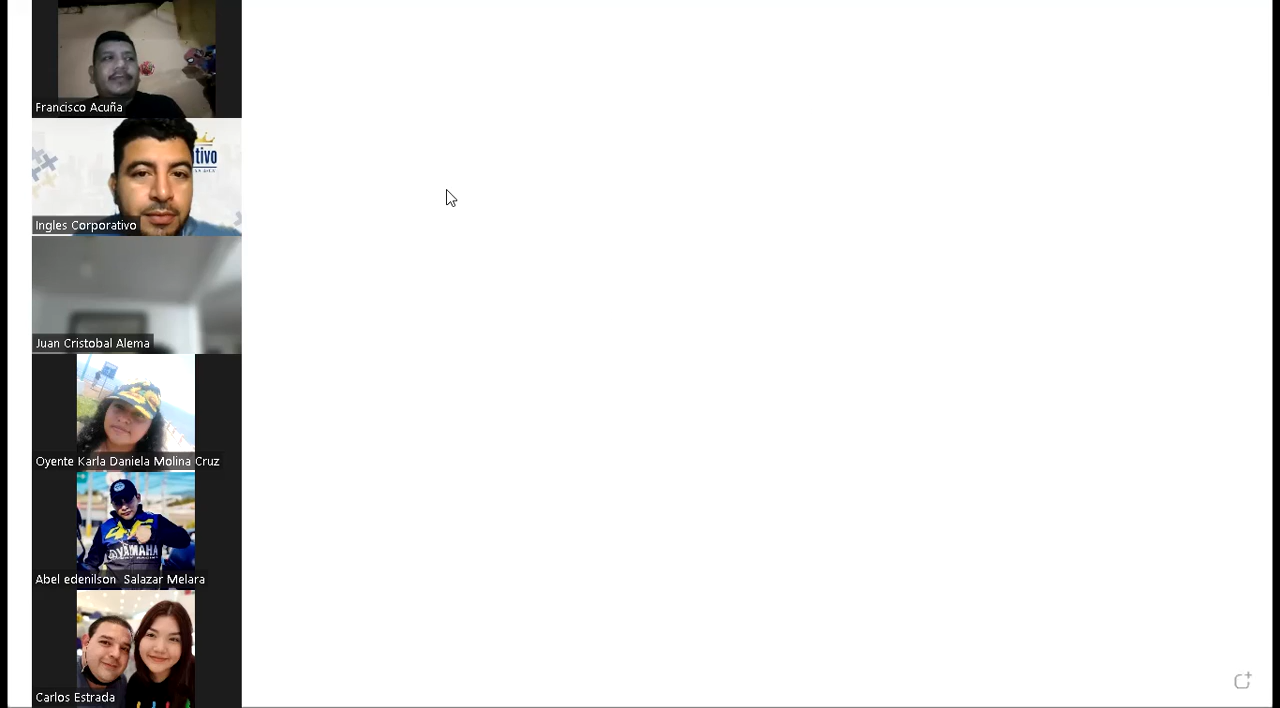 Francisco Acuña
tivo
Ingles Corporativo
Juan Cristobal Alema
Oyente Karla Daniela Molina Cruz
YAMAHA
Abel edenilson  Salazar Melara
Carlos Estrada